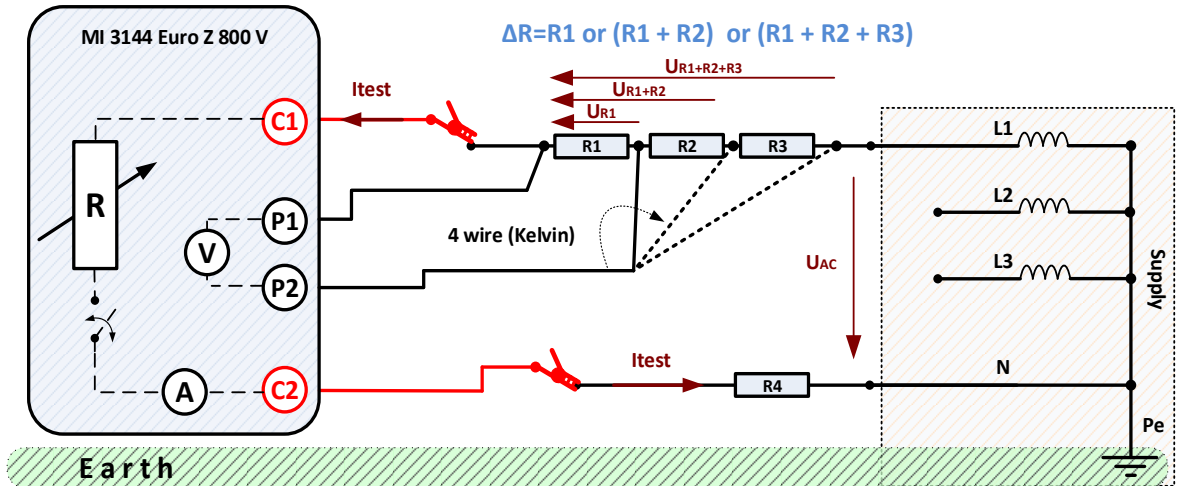 MI 3144 Euro Z 800 V
ΔR=R1 or (R1 + R2) or (R1 + R2 + R3)
UR1+R2+R3
UR1+R2
UR1
Itest
C1
R1
R2
R3
L1
R
P1
V
P2
4 wire (Kelvin)
L2
L3
UAC
Supply
Itest
C2
A
R4
N
Pe
Earth